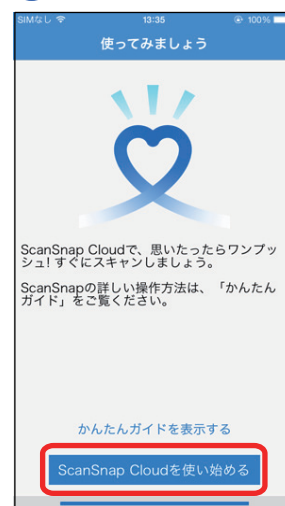 SIMなし 13:35 100%
使ってみましょう
ScanSnap Cloudで、思いたったらワンプッ
シュ! すぐにスキャンしましょう。
ScanSnapの詳しい操作方法は、「かんたん
ガイド」をご覧ください。
かんたんガイドを表示する
ScanSnap Cloudを使い始める